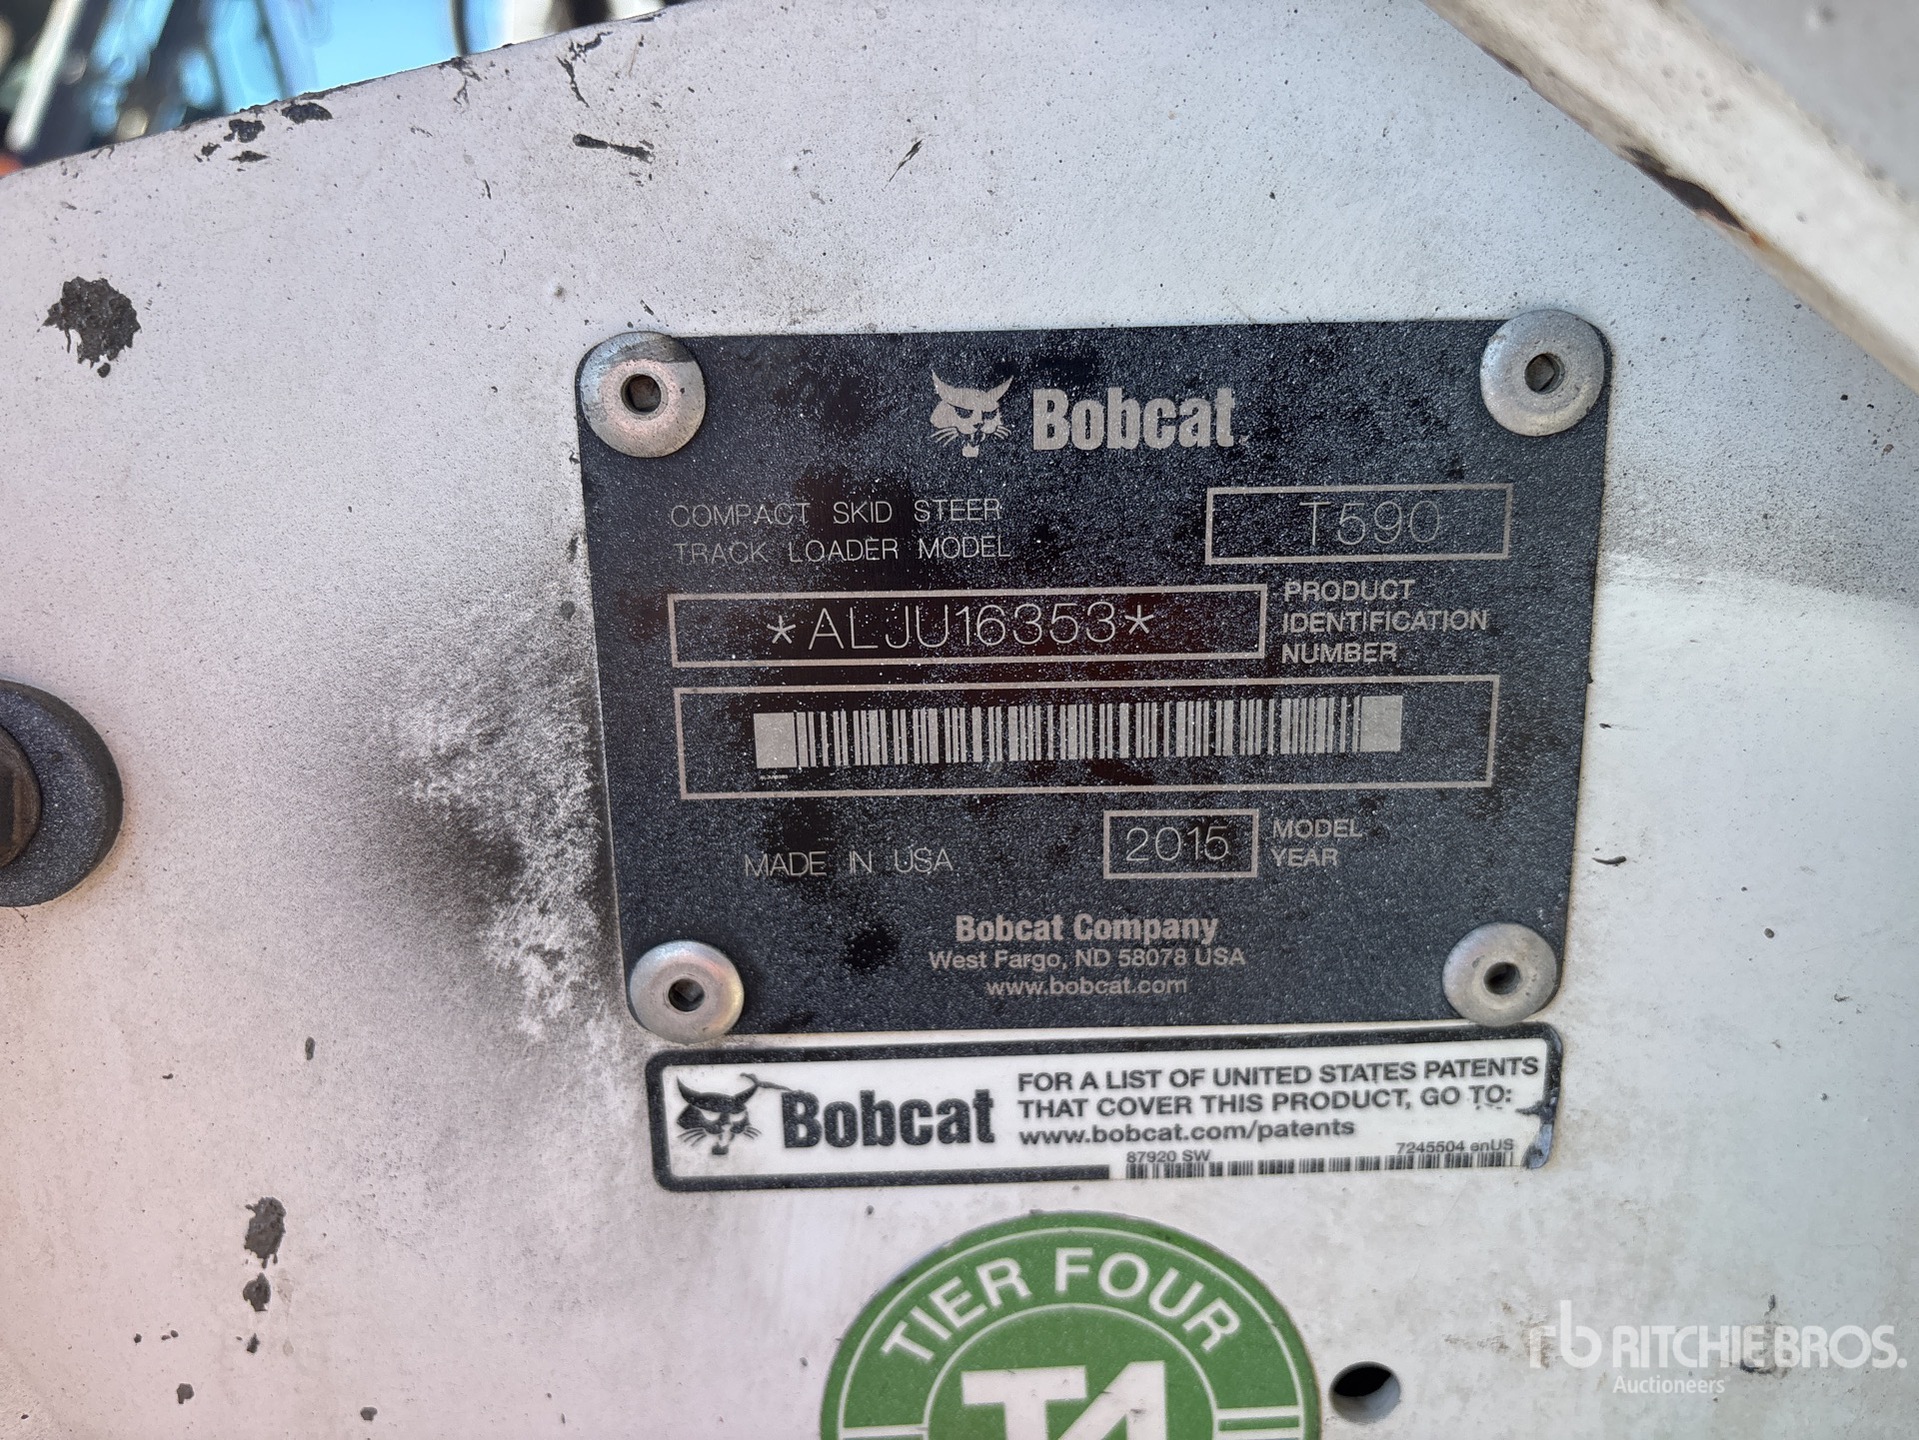 Bobcat
COMPACT SKID STEER
TRACK LOADER MODEL
T590
*ALJU16353*
PRODUCT
IDENTIFICATION
NUMBER
MADE IN USA
2015
MODEL
YEAR
Bobcat Company
West Fargo, ND 58078 USA
www.bobcat.com
Bobcat
FOR A LIST OF UNITED STATES PATENTS
THAT COVER THIS PRODUCT, GO TO:
www.bobcat.com/patents
87920 SW
7245504 enUS
TIER FOUR
T4
rb RITCHIE BROS.
Auctioneers